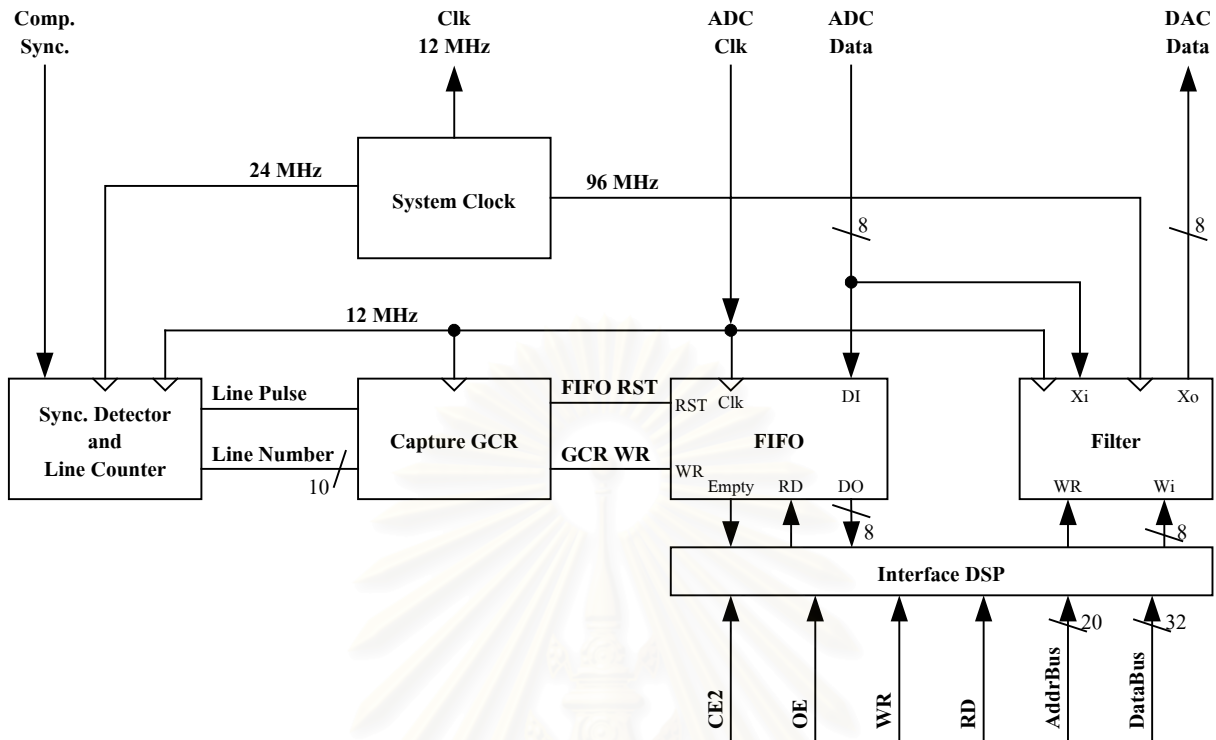 Comp.
Sync.
Clk
12 MHz
ADC
Clk
ADC
Data
DAC
Data
24 MHz
System Clock
96 MHz
8
8
12 MHz
Sync. Detector
and
Line Counter
Line Pulse
Line Number
10
Capture GCR
FIFO RST
GCR WR
RST
Clk
DI
FIFO
WR
Empty
RD
DO
8
Xi
Xo
Filter
WR
Wi
8
Interface DSP
CE2
OE
WR
RD
AddrBus
20
DataBus
32